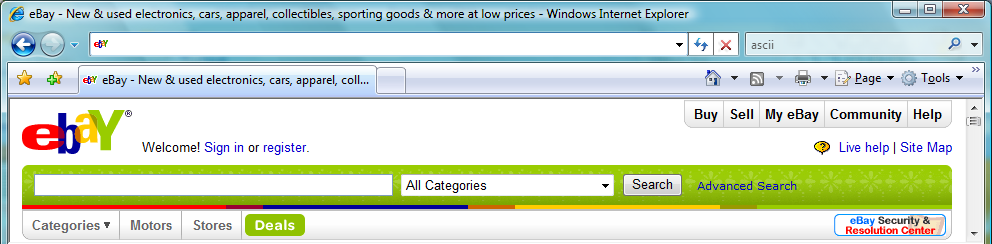 eBay - New & used electronics, cars, apparel, collectibles, sporting goods & more at low prices - Windows Internet Explorer
ebY ascii
ebY eBay - New & used electronics, cars, apparel, coll... Page Tools
ebaY® Buy Sell My eBay Community Help
Welcome! Sign in or register. Live help | Site Map
All Categories Search Advanced Search
Categories Motors Stores Deals eBay Security &
Resolution Center